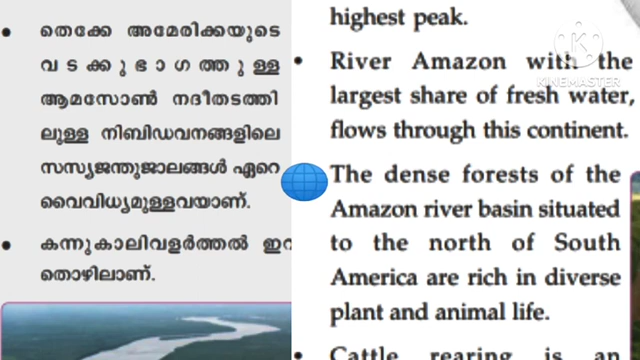 തെക്കേ അമേരിക്കയുടെ
വടക്കുഭാഗത്തുള്ള
ആമസോൺ നദീതടത്തി
ലുള്ള നിബിഡവനങ്ങളിലെ
സസ്യജന്തുജാലങ്ങൾ ഏറെ
വൈവിധ്യമുള്ളവയാണ്.
കന്നുകാലിവളർത്തൽ
തൊഴിലാണ്.
highest peak.
River Amazon with the
largest share of fresh water,
flows through this continent.
The dense forests of the
Amazon river basin situated
to the north of South
America are rich in diverse
plant and animal life.
Cattle rearing is an
KINEMASTER